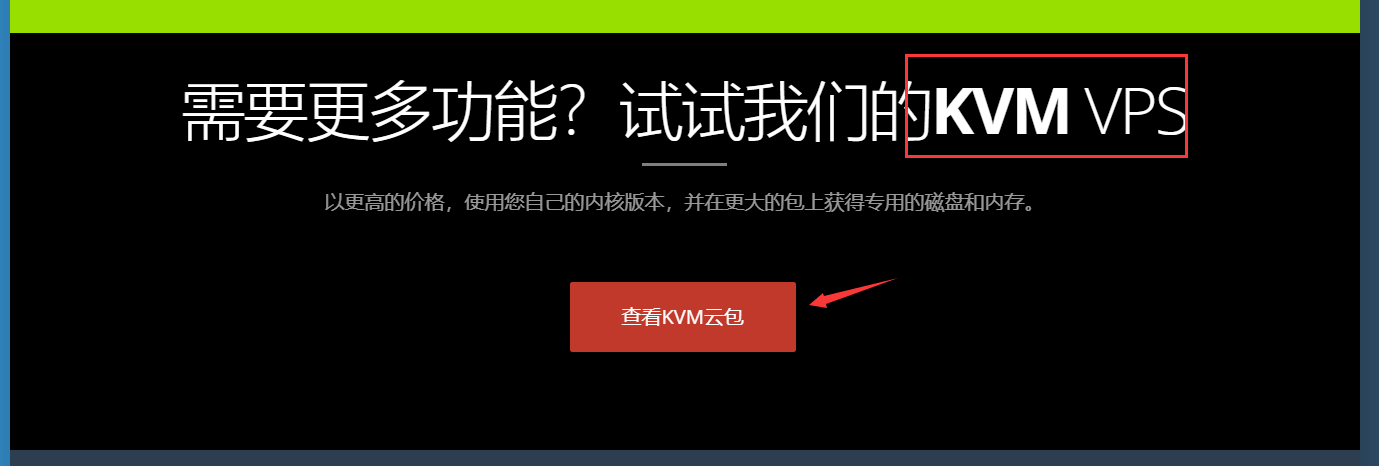 需要更多功能？试试我们的KVM VPS
以更高的价格，使用您自己的内核版本，并在更大的包上获得专用的磁盘和内存。
查看KVM云包